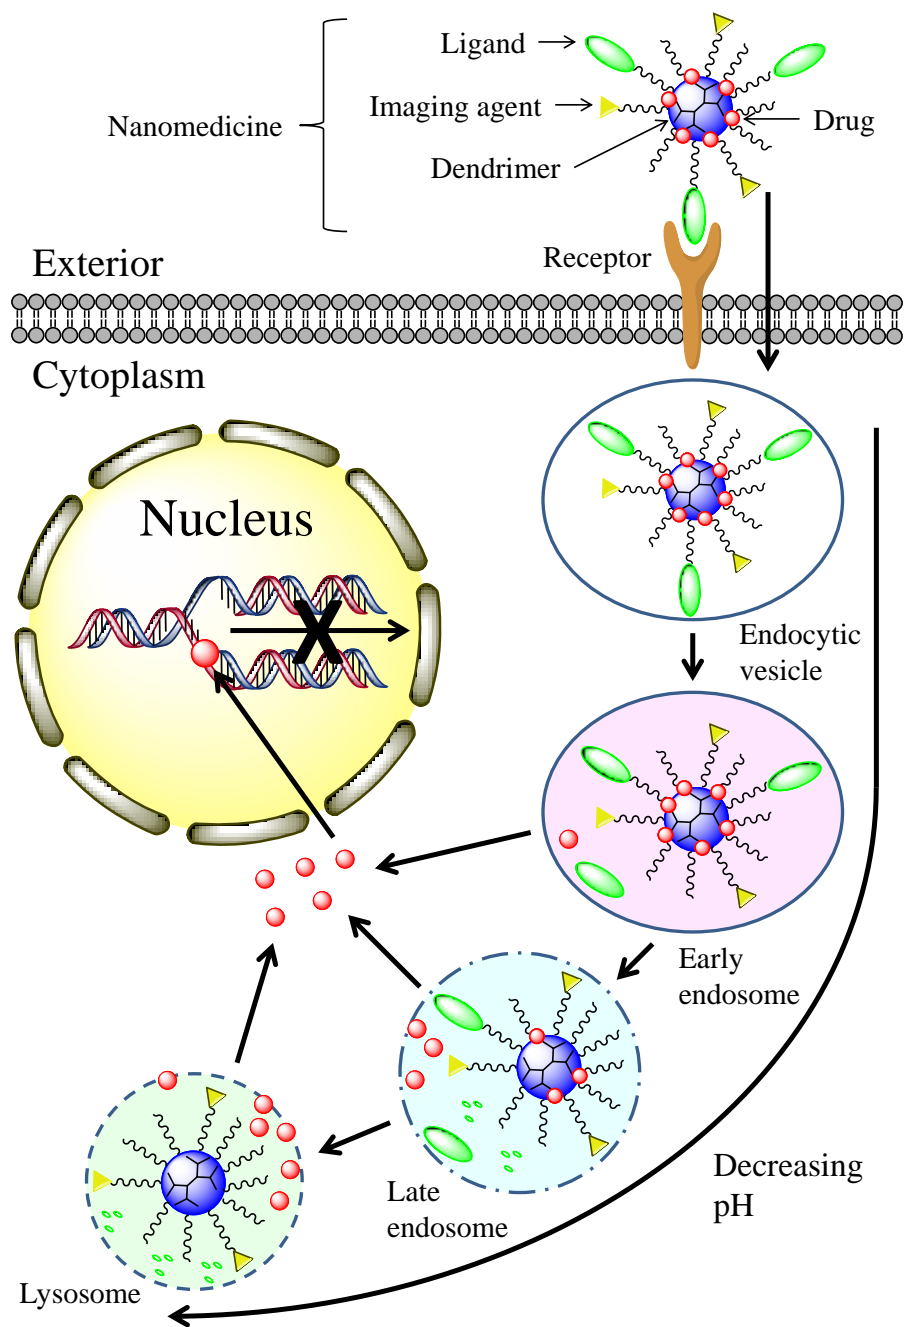 Ligand
Imaging agent
Nanomedicine
Drug
Dendrimer
Receptor
Exterior
Cytoplasm
Nucleus
Endocytic
vesicle
Early
endosome
Late
endosome
Decreasing
pH
Lysosome